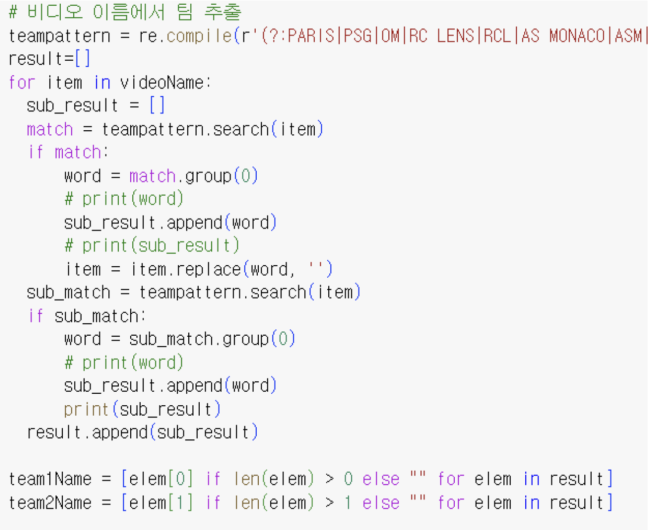 # 비디오 이름에서 팀 추출
teampattern = re.compile(r'(?:PARIS|PSG|OM|RC LENS|RCL|AS MONACO|ASM|
result=[]
for item in videoName:
  sub_result = []
  match = teampattern.search(item)
  if match:
      word = match.group(0)
      # print(word)
      sub_result.append(word)
      # print(sub_result)
      item = item.replace(word, '')
  sub_match = teampattern.search(item)
  if sub_match:
      word = sub_match.group(0)
      # print(word)
      sub_result.append(word)
      print(sub_result)
  result.append(sub_result)

team1Name = [elem[0] if len(elem) > 0 else "" for elem in result]
team2Name = [elem[1] if len(elem) > 1 else "" for elem in result]